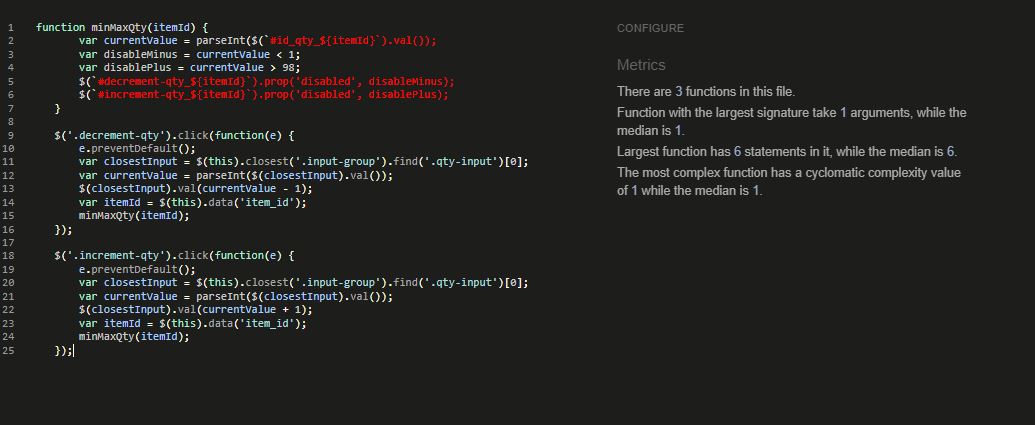 CONFIGURE
1 function minMaxQty(itemId) {
2 var currentValue = parseInt($(`#id_qty_${itemId}`).val());
3 var disableMinus = currentValue < 1;
4 var disablePlus = currentValue > 98;
5 $(`#decrement-qty_${itemId}`).prop('disabled', disableMinus);
6 $(`#increment-qty_${itemId}`).prop('disabled', disablePlus);
7 }
8
9 $('.decrement-qty').click(function(e) {
10 e.preventDefault();
11 var closestInput = $(this).closest('.input-group').find('.qty-input')[0];
12 var currentValue = parseInt($(closestInput).val());
13 $(closestInput).val(currentValue - 1);
14 var itemId = $(this).data('item_id');
15 minMaxQty(itemId);
16 });
17
18 $('.increment-qty').click(function(e) {
19 e.preventDefault();
20 var closestInput = $(this).closest('.input-group').find('.qty-input')[0];
21 var currentValue = parseInt($(closestInput).val());
22 $(closestInput).val(currentValue + 1);
23 var itemId = $(this).data('item_id');
24 minMaxQty(itemId);
25 });
Metrics
There are 3 functions in this file.
Function with the largest signature take 1 arguments, while the
median is 1.
Largest function has 6 statements in it, while the median is 6.
The most complex function has a cyclomatic complexity value
of 1 while the median is 1.